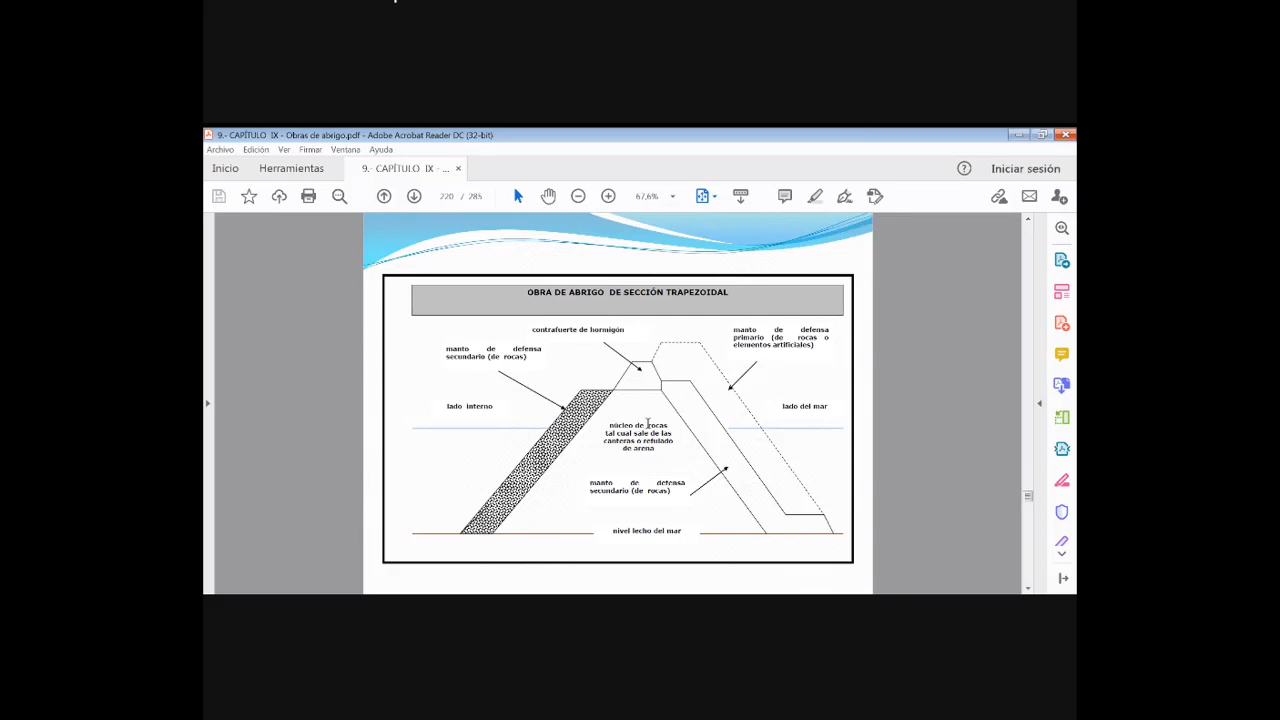 9.- CAPÍTULO IX - Obras de abrigo.pdf - Adobe Acrobat Reader DC (32-bit)
Archivo Edición Ver Firmar Ventana Ayuda
Inicio Herramientas 9.- CAPÍTULO IX - ... × Iniciar sesión
220 / 285 67,6%
OBRA DE ABRIGO DE SECCIÓN TRAPEZOIDAL
contrafuerte de hormigón
manto de defensa
primario (de rocas o
elementos artificiales)
manto de defensa
secundario (de rocas)
lado interno
lado del mar
núcleo de rocas
tal cual sale de las
canteras o refulado
de arena
manto de defensa
secundario (de rocas)
nivel lecho del mar